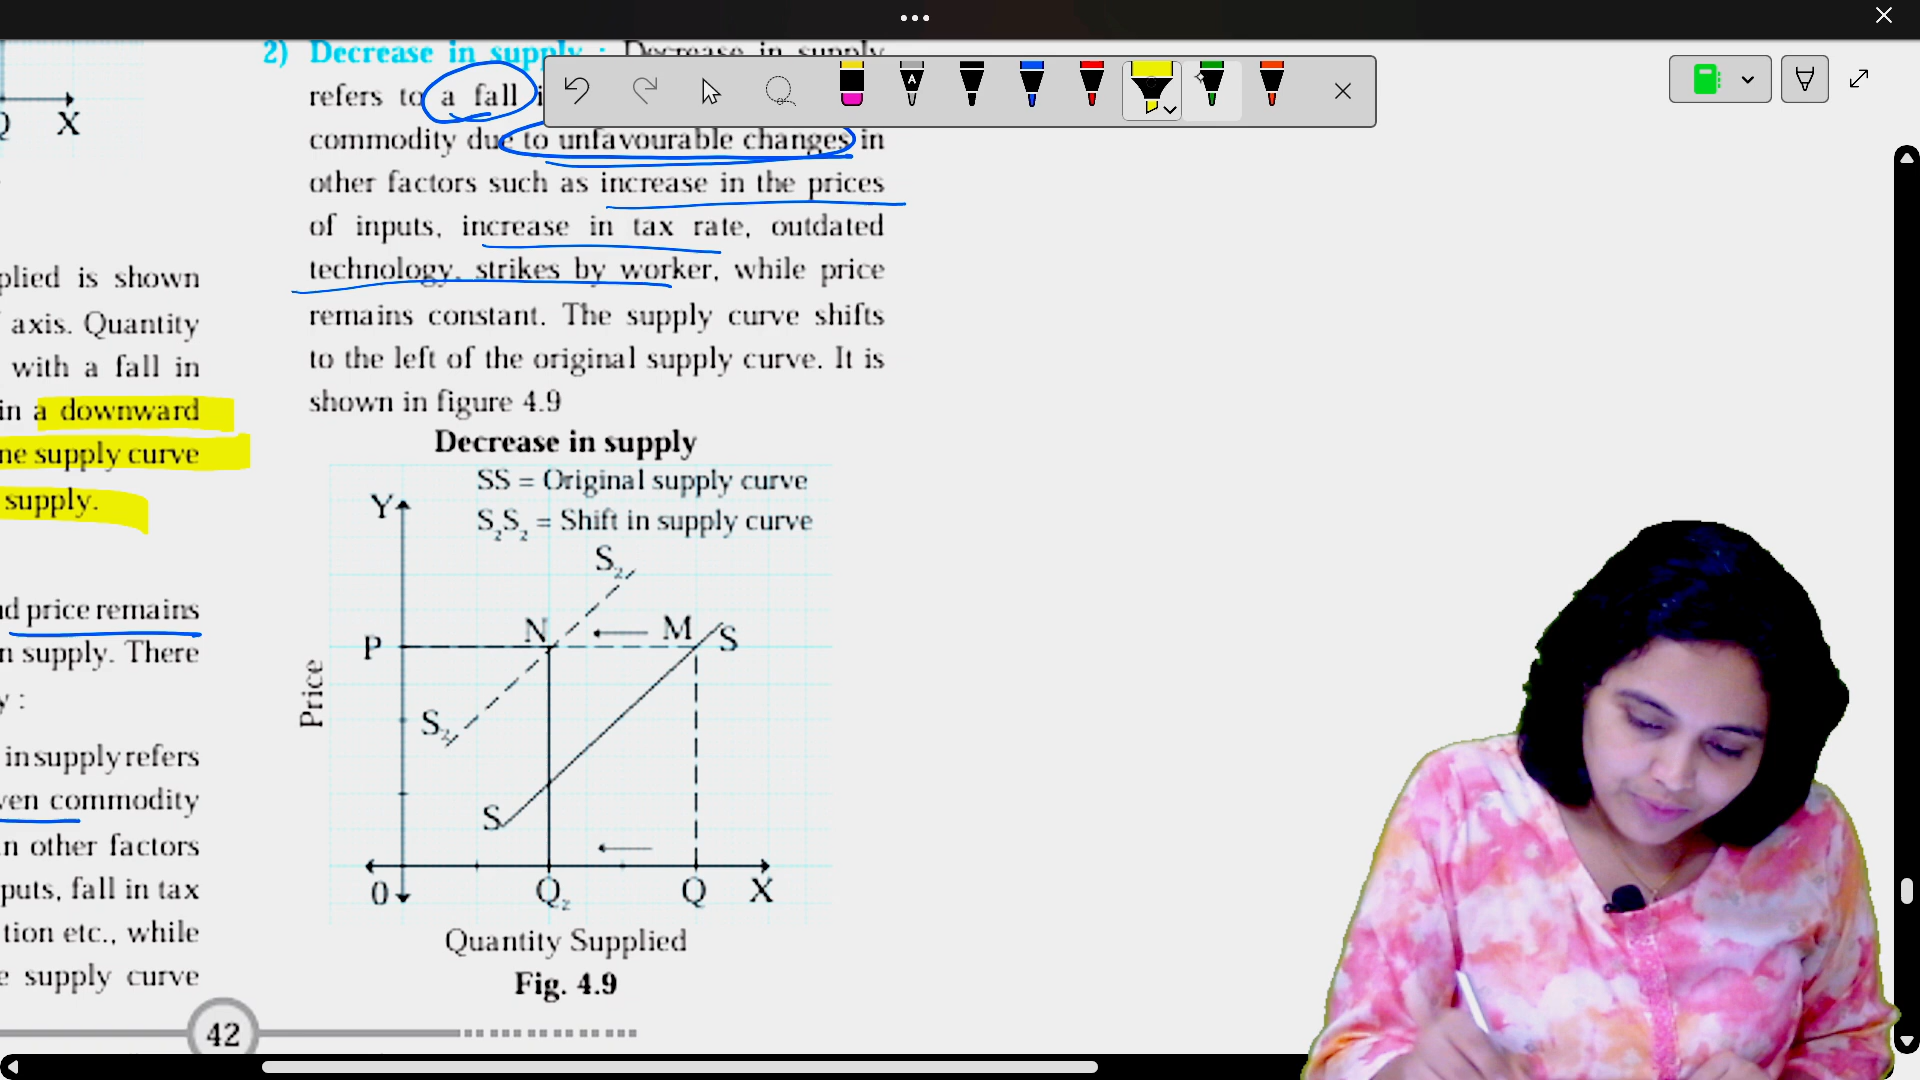 Q X
plied is shown
axis. Quantity
with a fall in
in a downward
supply curve
supply.
price remains
n supply. There
:
in supply refers
commodity
n other factors
puts, fall in tax
tion etc., while
supply curve
42
2) Decrease in supply : Decrease in supply
refers to a fall
commodity due to unfavourable changes in
other factors such as increase in the prices
of inputs, increase in tax rate, outdated
technology, strikes by worker, while price
remains constant. The supply curve shifts
to the left of the original supply curve. It is
shown in figure 4.9
Decrease in supply
SS = Original supply curve
S₂S₂ = Shift in supply curve
Y
S₂
N M S
P
Price
S₂
S
0 Q₂ Q X
Quantity Supplied
Fig. 4.9
A